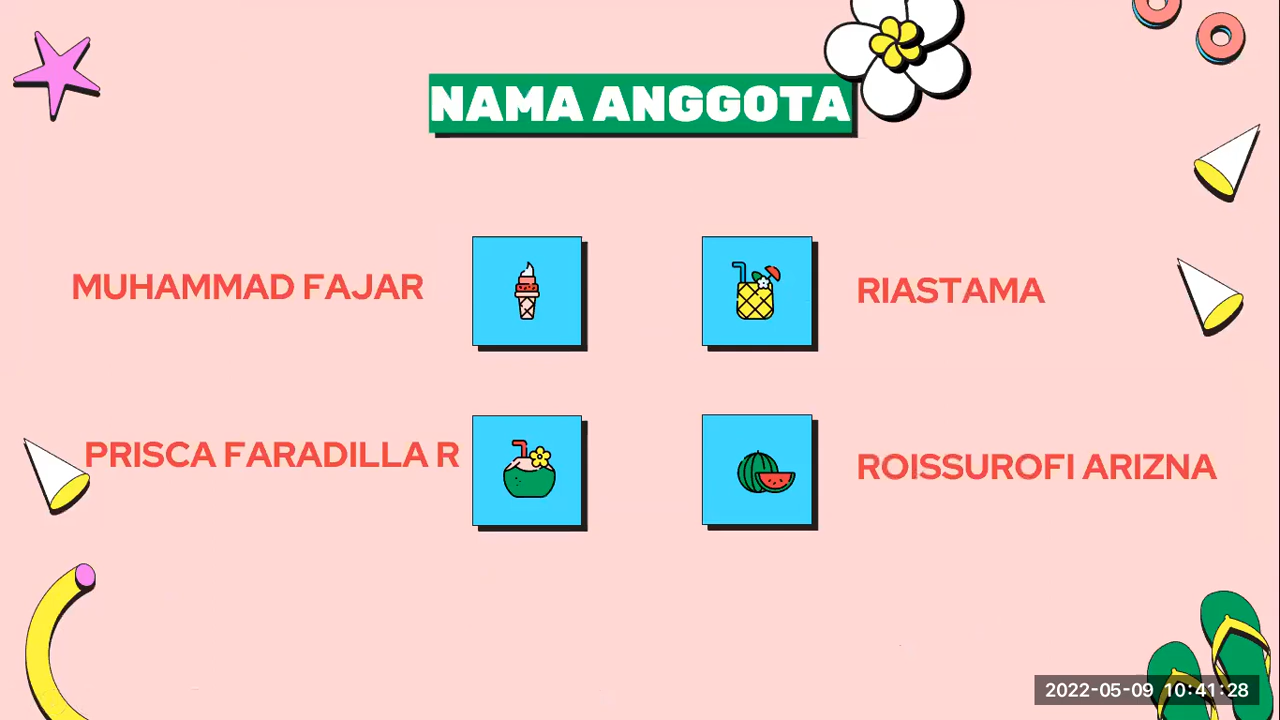 NAMA ANGGOTA
MUHAMMAD FAJAR
RIASTAMA
PRISCA FARADILLA R
ROISSUROFI ARIZNA
2022-05-09 10:41:28